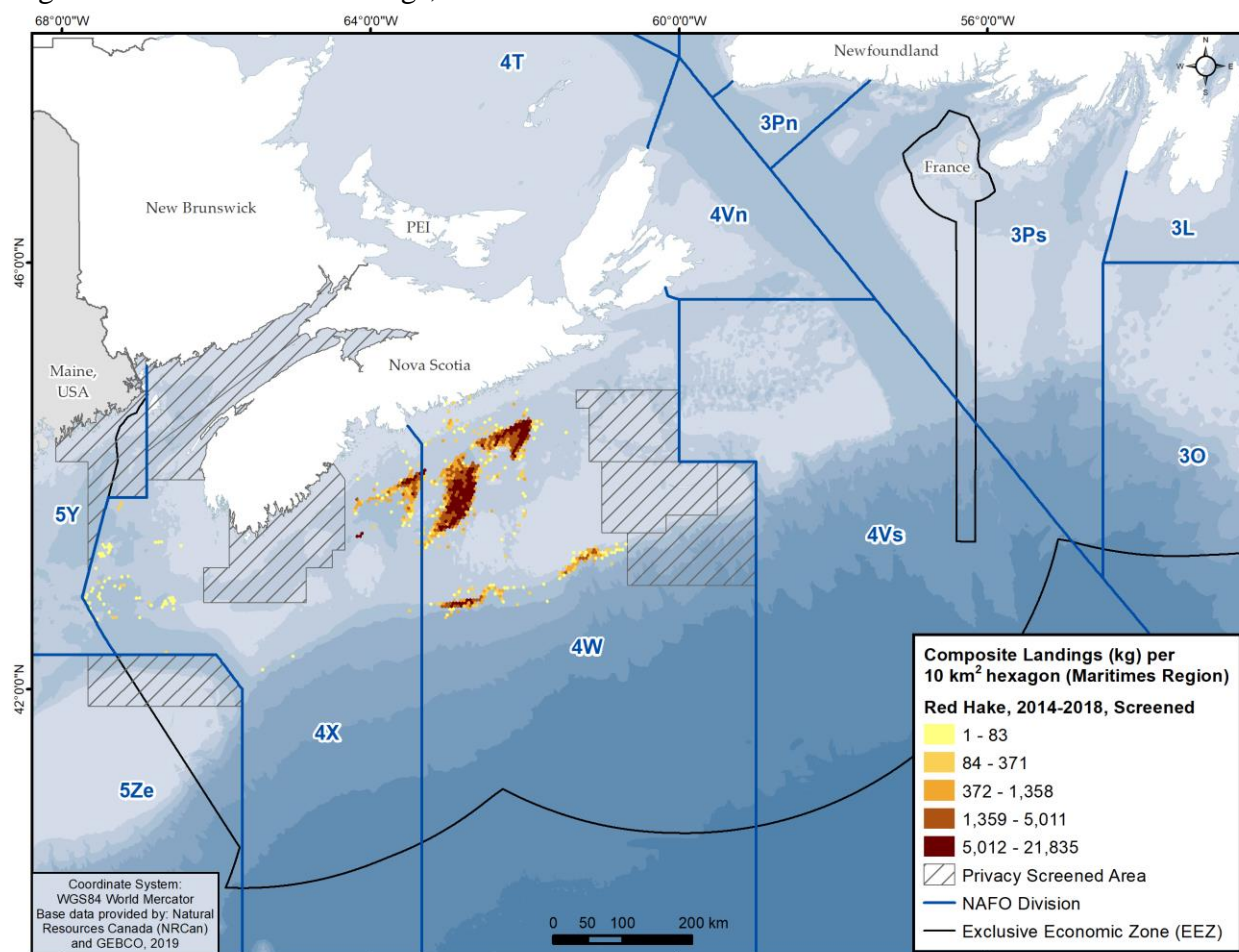 68°0'0"W
64°0'0"W
60°0'0"W
56°0'0"W
46°0'0"N
42°0'0"N
N
W
E
S
Newfoundland
4T
3Pn
France
New Brunswick
PEI
4Vn
3Ps
3L
Maine,
USA
Nova Scotia
5Y
3O
4Vs
4W
4X
5Ze
Composite Landings (kg) per
10 km² hexagon (Maritimes Region)
Red Hake, 2014-2018, Screened
1 - 83
84 - 371
372 - 1,358
1,359 - 5,011
5,012 - 21,835
Privacy Screened Area
NAFO Division
Exclusive Economic Zone (EEZ)
Coordinate System:
WGS84 World Mercator
Base data provided by: Natural
Resources Canada (NRCan)
and GEBCO, 2019
0 50 100 200 km